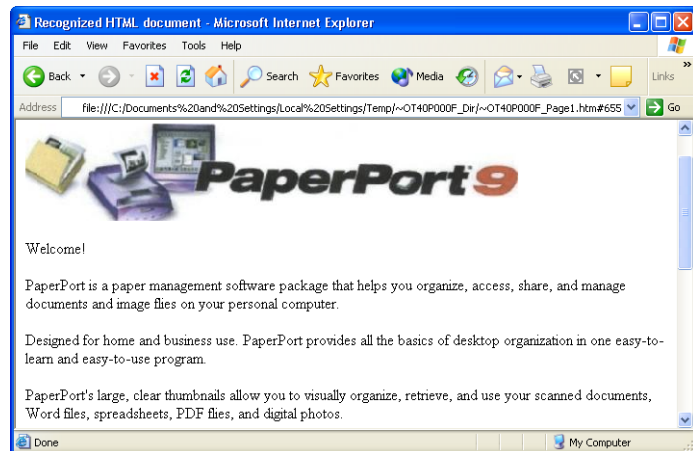 Recognized HTML document - Microsoft Internet Explorer
File Edit View Favorites Tools Help
Back Search Favorites Media Links
Address file:///C:/Documents%20and%20Settings/Local%20Settings/Temp/~OT40P000F_Dir/~OT40P000F_Page1.htm#655 Go
PaperPort 9
Welcome!
PaperPort is a paper management software package that helps you organize, access, share, and manage
documents and image flies on your personal computer.
Designed for home and business use. PaperPort provides all the basics of desktop organization in one easy-to-
learn and easy-to-use program.
PaperPort's large, clear thumbnails allow you to visually organize, retrieve, and use your scanned documents,
Word files, spreadsheets, PDF flies, and digital photos.
Done My Computer